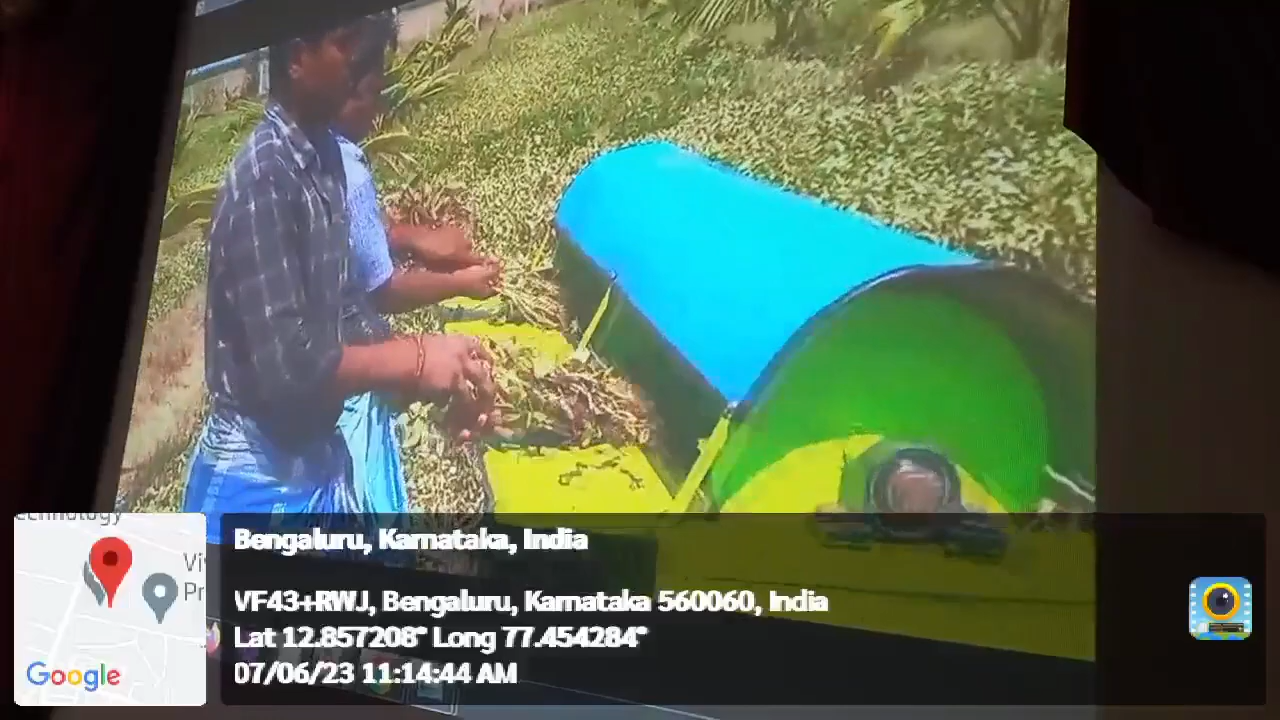 Bengaluru, Karnataka, India
VF43+RWJ, Bengaluru, Karnataka 560060, India
Lat 12.857208° Long 77.454284°
07/06/23 11:14:44 AM
Google